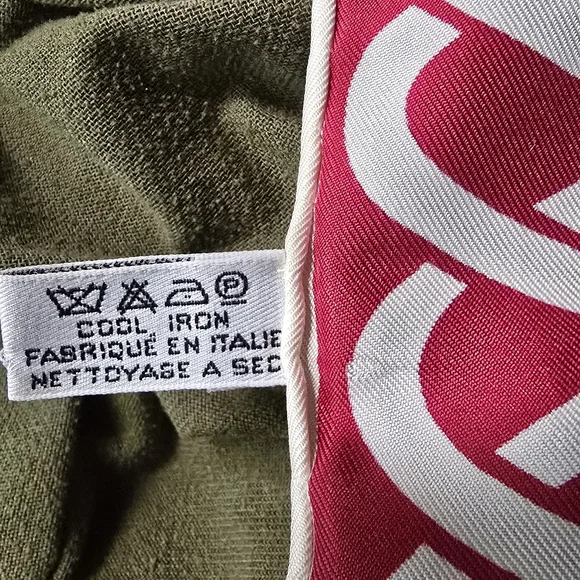 P
COOL IRON
FABRIQUÉ EN ITALIE
NETTOYAGE A SEC